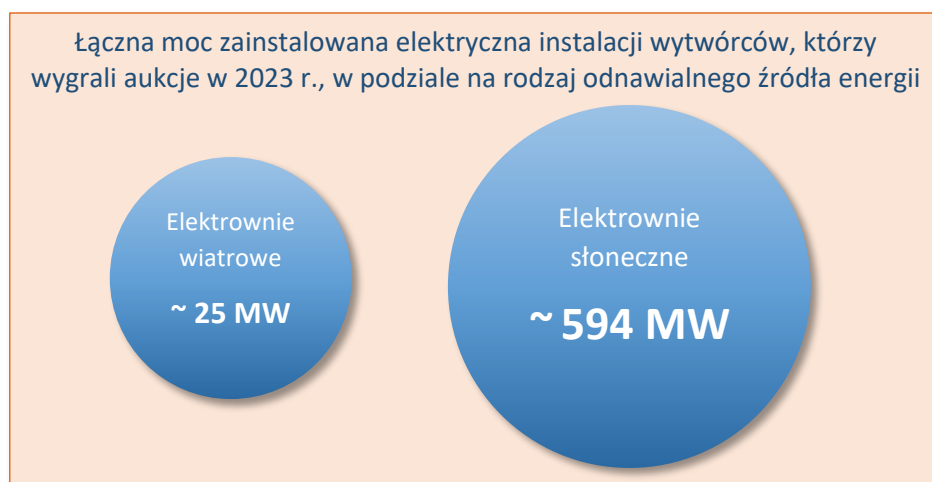 Łączna moc zainstalowana elektryczna instalacji wytwórców, którzy
wygrali aukcje w 2023 r., w podziale na rodzaj odnawialnego źródła energii
Elektrownie
wiatrowe
~ 25 MW
Elektrownie
słoneczne
~ 594 MW